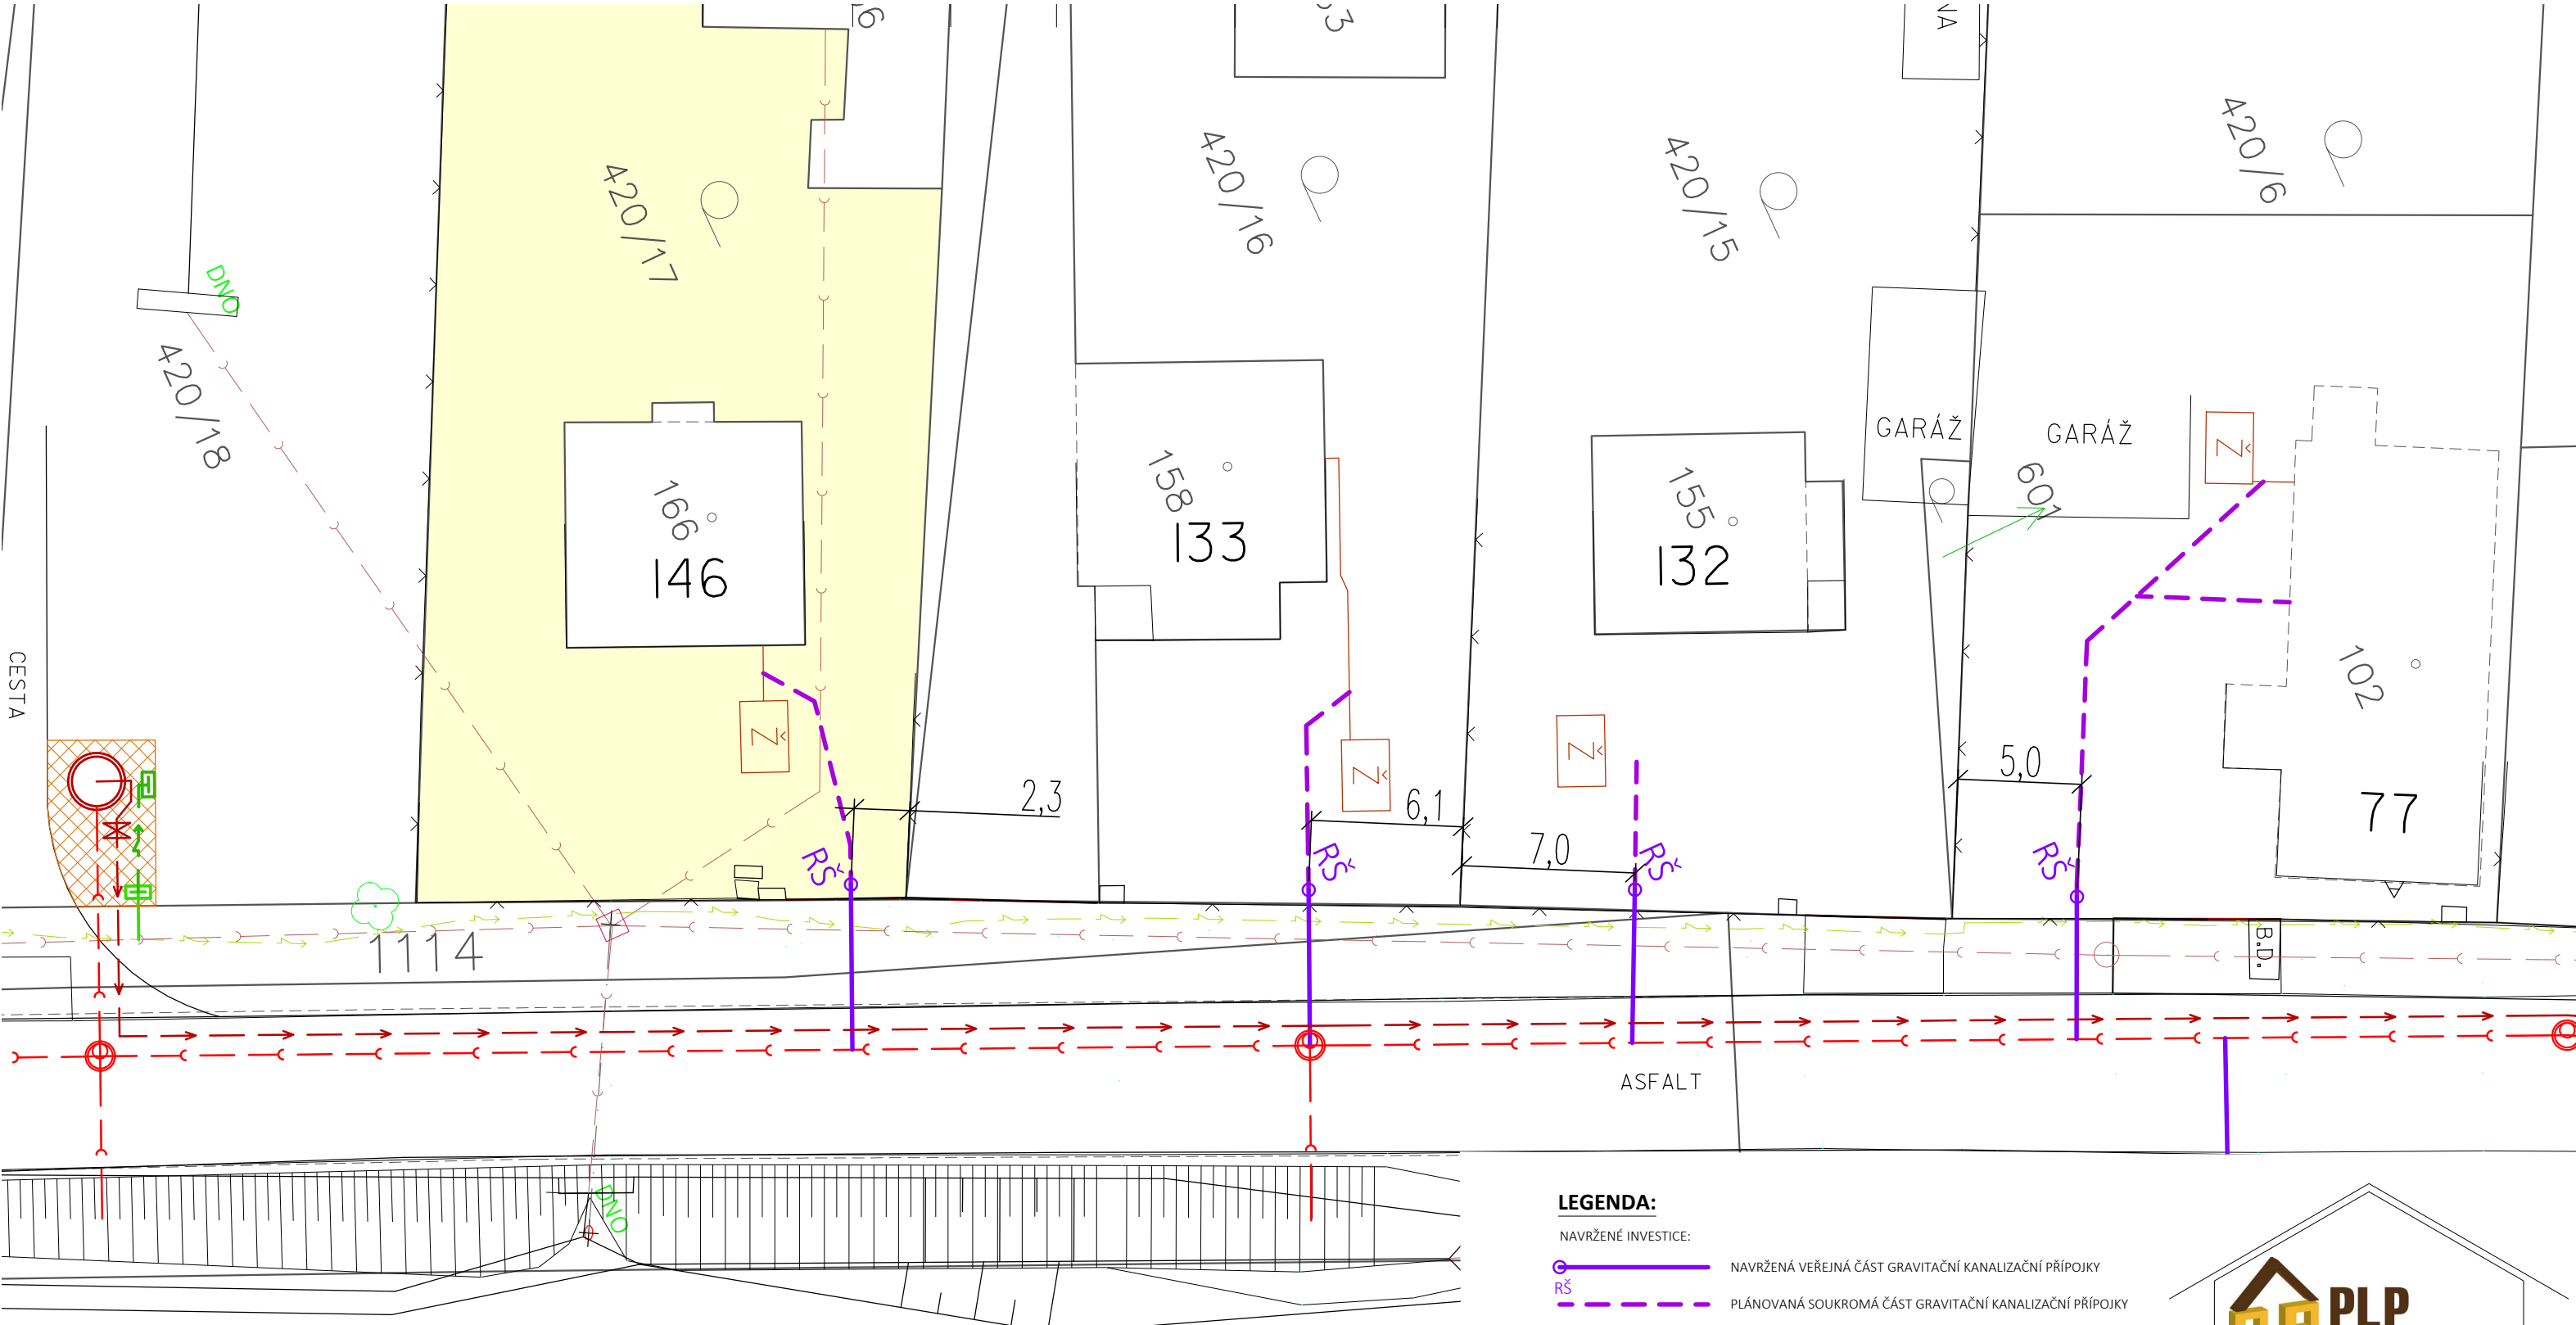 DNO
420/18
420/17
420/16
420/15
420/6
GARÁŽ
GARÁŽ
601
Ž
166
146
158
133
155
132
102
77
CESTA
Ž
Ž
Ž
2,3
6,1
7,0
5,0
RŠ
RŠ
RŠ
RŠ
1114
B.D.
ASFALT
DNO
LEGENDA:
NAVRŽENÉ INVESTICE:
NAVRŽENÁ VEŘEJNÁ ČÁST GRAVITAČNÍ KANALIZAČNÍ PŘÍPOJKY
RŠ
PLÁNOVANÁ SOUKROMÁ ČÁST GRAVITAČNÍ KANALIZAČNÍ PŘÍPOJKY
PLP